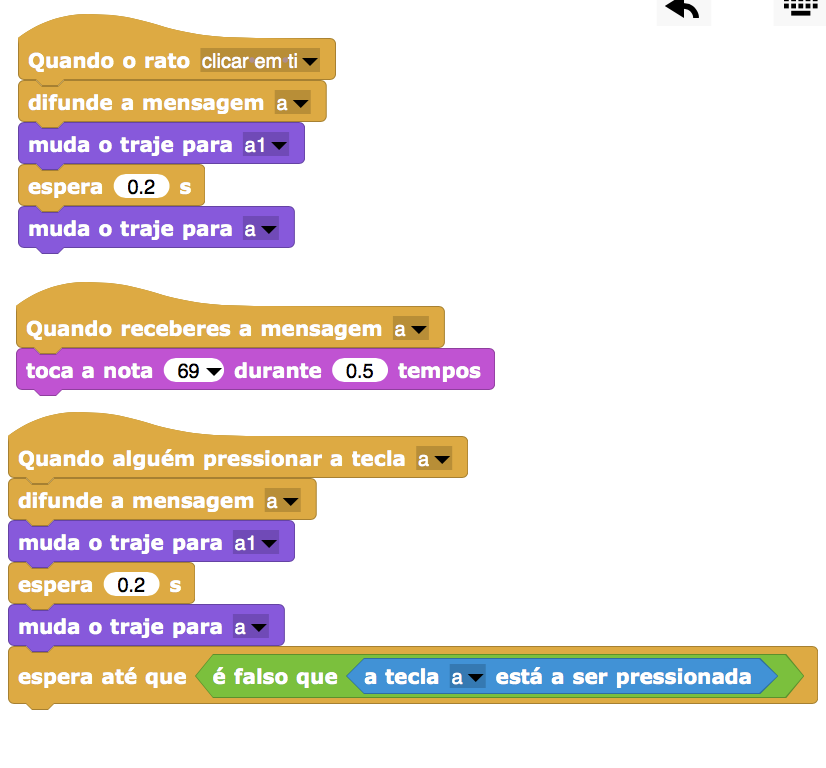 Quando o rato clicar em ti
difunde a mensagem a
muda o traje para a1
espera 0.2 s
muda o traje para a
Quando receberes a mensagem a
toca a nota 69 durante 0.5 tempos
Quando alguém pressionar a tecla a
difunde a mensagem a
muda o traje para a1
espera 0.2 s
muda o traje para a
espera até que é falso que a tecla a está a ser pressionada